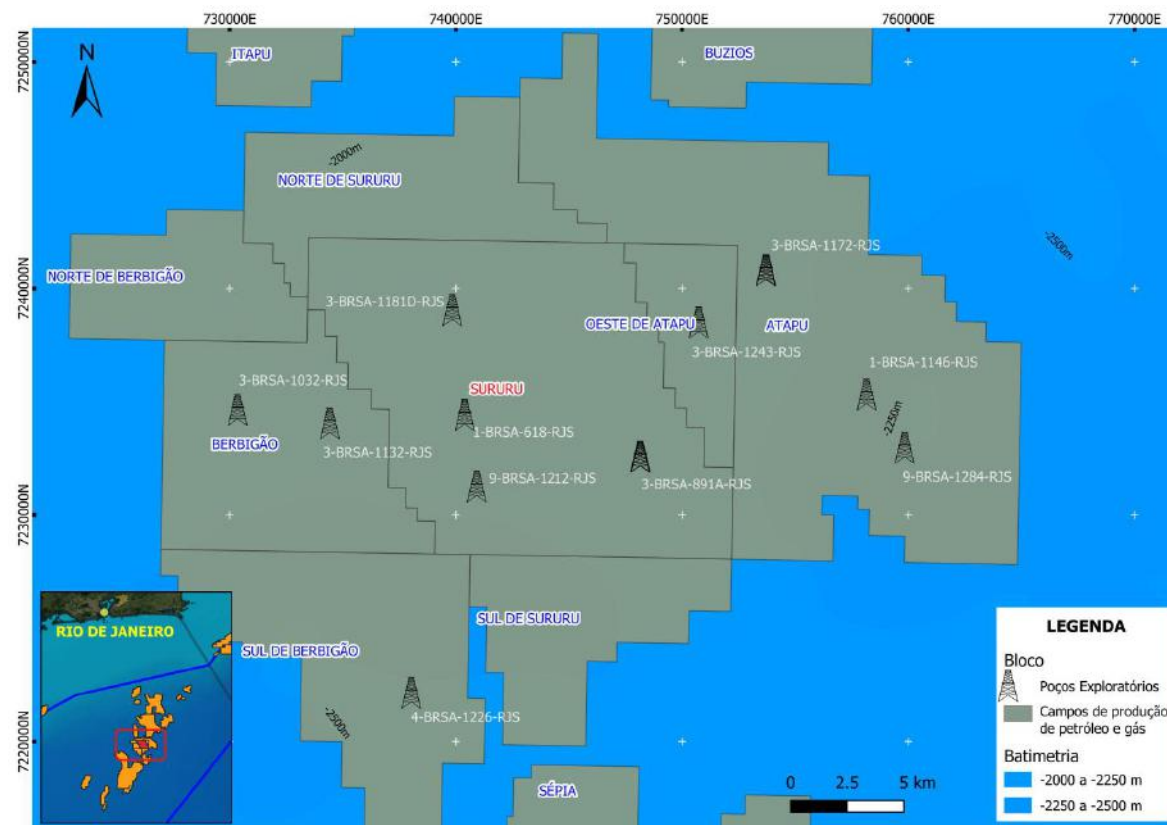 730000E
740000E
750000E
760000E
770000E
7250000N
7240000N
7230000N
7220000N
N
ITAPU
BÚZIOS
-2000m
NORTE DE SURURU
-2500m
3-BRSA-1172-RJS
NORTE DE BERBIGÃO
3-BRSA-1181D-RJS
OESTE DE ATAPU
ATAPU
3-BRSA-1243-RJS
1-BRSA-1146-RJS
3-BRSA-1032-RJS
SURURU
-2250m
1-BRSA-618-RJS
BERBIGÃO
3-BRSA-1132-RJS
9-BRSA-1212-RJS
3-BRSA-891A-RJS
9-BRSA-1284-RJS
SUL DE SURURU
SUL DE BERBIGÃO
4-BRSA-1226-RJS
-2500m
SÉPIA
RIO DE JANEIRO
0
2.5
5 km
LEGENDA
Bloco
Poços Exploratórios
Campos de produção
de petróleo e gás
Batimetria
-2000 a -2250 m
-2250 a -2500 m